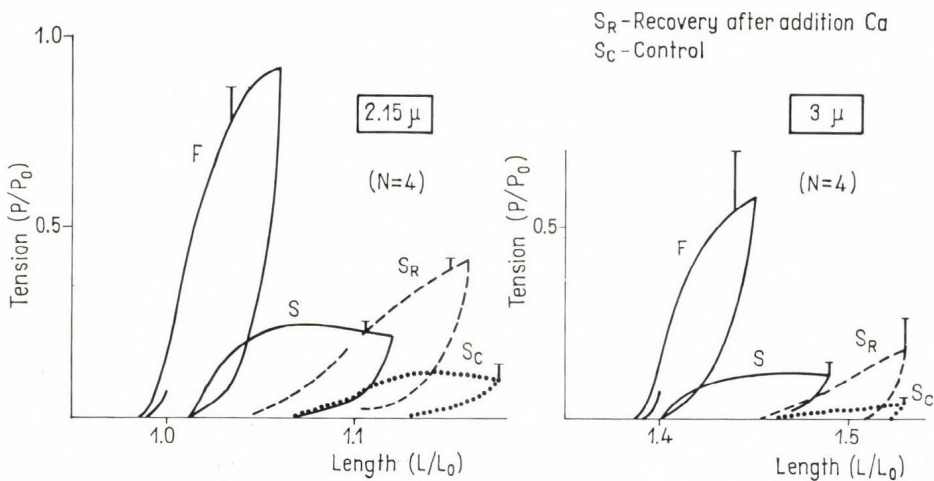 S_R-Recovery after addition Ca
S_C-Control
1.0
0.5
Tension (P/P_0)
2.15 μ
(N=4)
F
S
S_R
S_C
1.0
1.1
Length (L/L_0)
3 μ
(N=4)
0.5
Tension (P/P_0)
F
S
S_R
S_C
1.4
1.5
Length (L/L_0)